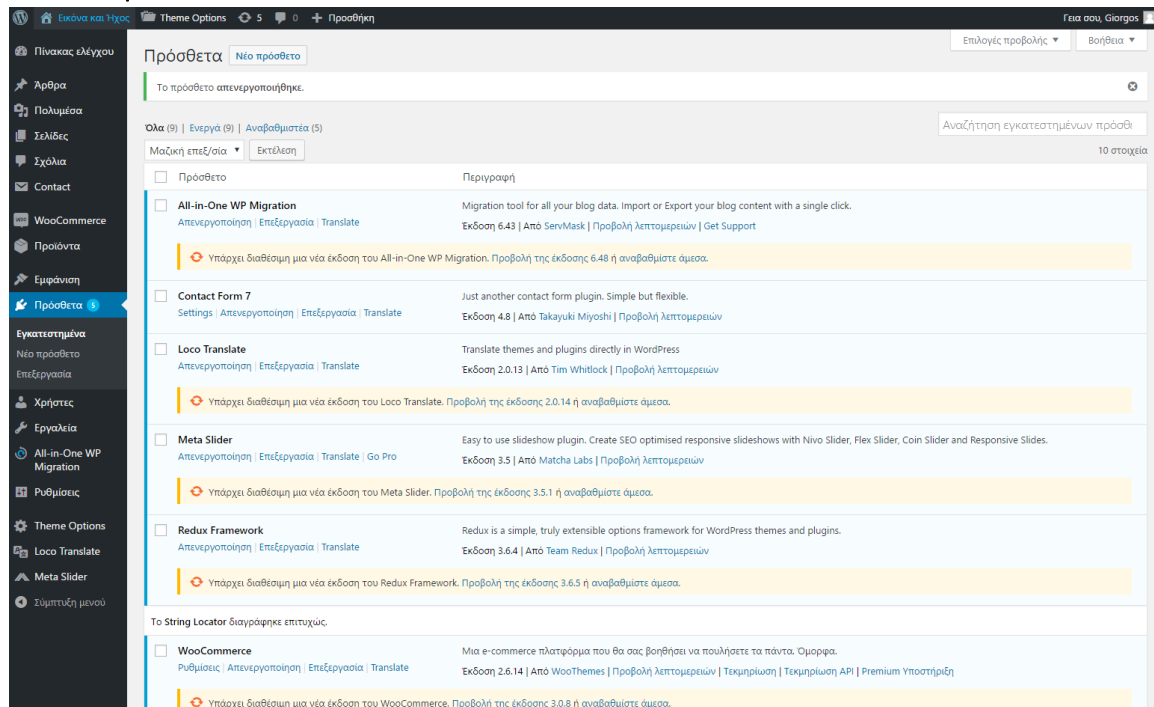 Εικόνα και Ήχος Theme Options 5 0 + Προσθήκη Γεια σου, Giorgos
Πίνακας ελέγχου
Άρθρα
Πολυμέσα
Σελίδες
Σχόλια
Contact
WooCommerce
Προϊόντα
Εμφάνιση
Πρόσθετα 5
Εγκατεστημένα
Νέο πρόσθετο
Επεξεργασία
Χρήστες
Εργαλεία
All-in-One WP
Migration
Ρυθμίσεις
Theme Options
Loco Translate
Meta Slider
Σύμπτυξη μενού
Επιλογές προβολής ▼ Βοήθεια ▼
Πρόσθετα Νέο πρόσθετο
Το πρόσθετο απενεργοποιήθηκε.
Όλα (9) | Ενεργά (9) | Αναβαθμιστέα (5)
Αναζήτηση εγκατεστημένων πρόσθε
Μαζική επεξ/σία ▼ Εκτέλεση 10 στοιχεία
Πρόσθετο Περιγραφή
All-in-One WP Migration Migration tool for all your blog data. Import or Export your blog content with a single click.
Απενεργοποίηση | Επεξεργασία | Translate Έκδοση 6.43 | Από ServMask | Προβολή λεπτομερειών | Get Support
Υπάρχει διαθέσιμη μια νέα έκδοση του All-in-One WP Migration. Προβολή της έκδοσης 6.48 ή αναβαθμίστε άμεσα.
Contact Form 7 Just another contact form plugin. Simple but flexible.
Settings | Απενεργοποίηση | Επεξεργασία | Translate Έκδοση 4.8 | Από Takayuki Miyoshi | Προβολή λεπτομερειών
Loco Translate Translate themes and plugins directly in WordPress
Απενεργοποίηση | Επεξεργασία | Translate Έκδοση 2.0.13 | Από Tim Whitlock | Προβολή λεπτομερειών
Υπάρχει διαθέσιμη μια νέα έκδοση του Loco Translate. Προβολή της έκδοσης 2.0.14 ή αναβαθμίστε άμεσα.
Meta Slider Easy to use slideshow plugin. Create SEO optimised responsive slideshows with Nivo Slider, Flex Slider, Coin Slider and Responsive Slides.
Απενεργοποίηση | Επεξεργασία | Translate | Go Pro Έκδοση 3.5 | Από Matcha Labs | Προβολή λεπτομερειών
Υπάρχει διαθέσιμη μια νέα έκδοση του Meta Slider. Προβολή της έκδοσης 3.5.1 ή αναβαθμίστε άμεσα.
Redux Framework Redux is a simple, truly extensible options framework for WordPress themes and plugins.
Απενεργοποίηση | Επεξεργασία | Translate Έκδοση 3.6.4 | Από Team Redux | Προβολή λεπτομερειών
Υπάρχει διαθέσιμη μια νέα έκδοση του Redux Framework. Προβολή της έκδοσης 3.6.5 ή αναβαθμίστε άμεσα.
Το String Locator διαγράφηκε επιτυχώς.
WooCommerce Μια e-commerce πλατφόρμα που θα σας βοηθήσει να πουλήσετε τα πάντα. Όμορφα.
Ρυθμίσεις | Απενεργοποίηση | Επεξεργασία | Translate Έκδοση 2.6.14 | Από WooThemes | Προβολή λεπτομερειών | Τεκμηρίωση | Τεκμηρίωση API | Premium Υποστήριξη
Υπάρχει διαθέσιμη μια νέα έκδοση του WooCommerce. Προβολή της έκδοσης 3.0.8 ή αναβαθμίστε άμεσα.